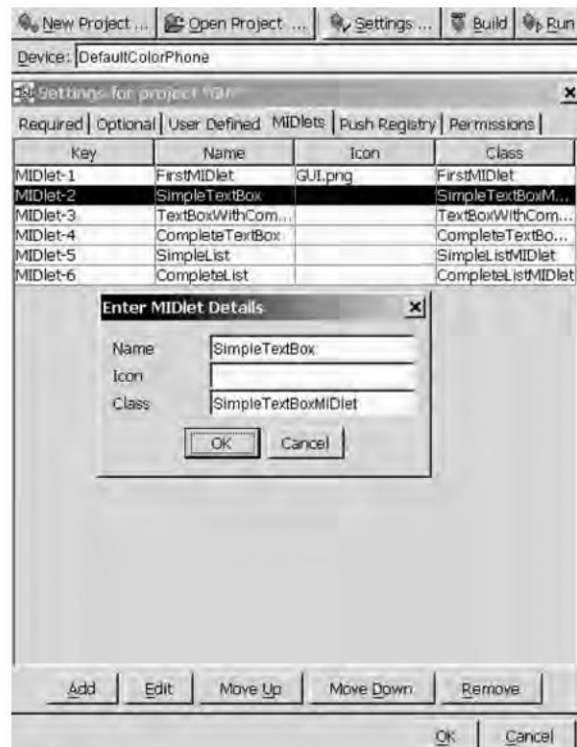 New Project ... Open Project ... Settings ... Build Run
Device: DefaultColorPhone
Settings for project
Required Optional User Defined MIDlets Push Registry Permissions
Key Name Icon Class
MIDlet-1 FirstMIDlet GUI.png FirstMIDlet
MIDlet-2 SimpleTextBox SimpleTextBoxM...
MIDlet-3 TextBoxWithCom... TextBoxWithCom...
MIDlet-4 CompleteTextBox CompleteTextBo...
MIDlet-5 SimpleList SimpleListMIDlet
MIDlet-6 CompleteList CompleteListMIDlet
Enter MIDlet Details
Name SimpleTextBox
Icon
Class SimpleTextBoxMIDlet
OK Cancel
Add Edit Move Up Move Down Remove
OK Cancel